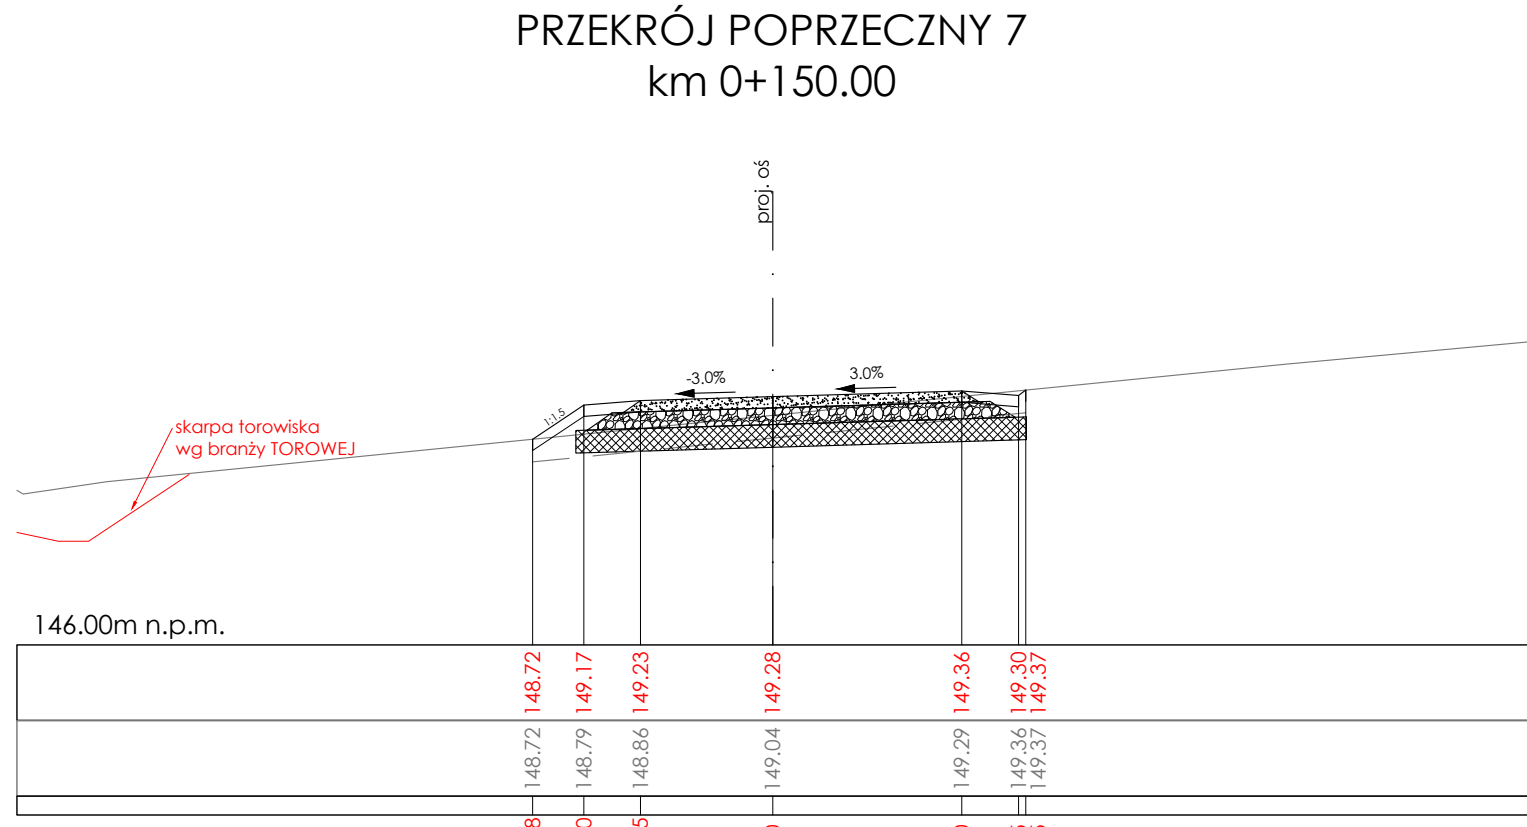 PRZEKRÓJ POPRZECZNY 7
km 0+150.00
proj. oś
-3.0%
3.0%
1:1.5
skarpa torowiska
wg branży TOROWEJ
146.00m n.p.m.
148.72 149.17 149.23 149.28 149.36 149.30 149.37
148.72 148.79 148.86 149.04 149.29 149.36 149.37